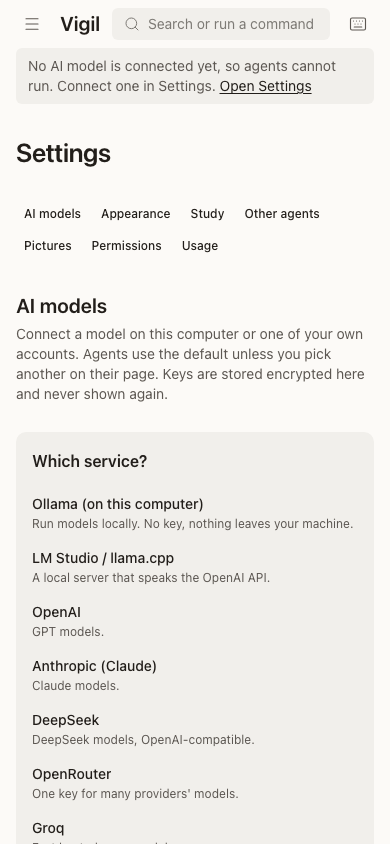 Vigil
Search or run a command
No AI model is connected yet, so agents cannot
run. Connect one in Settings. Open Settings
Settings
AI models Appearance Study Other agents
Pictures Permissions Usage
AI models
Connect a model on this computer or one of your own
accounts. Agents use the default unless you pick
another on their page. Keys are stored encrypted here
and never shown again.
Which service?
Ollama (on this computer)
Run models locally. No key, nothing leaves your machine.
LM Studio / llama.cpp
A local server that speaks the OpenAI API.
OpenAI
GPT models.
Anthropic (Claude)
Claude models.
DeepSeek
DeepSeek models, OpenAI-compatible.
OpenRouter
One key for many providers' models.
Groq